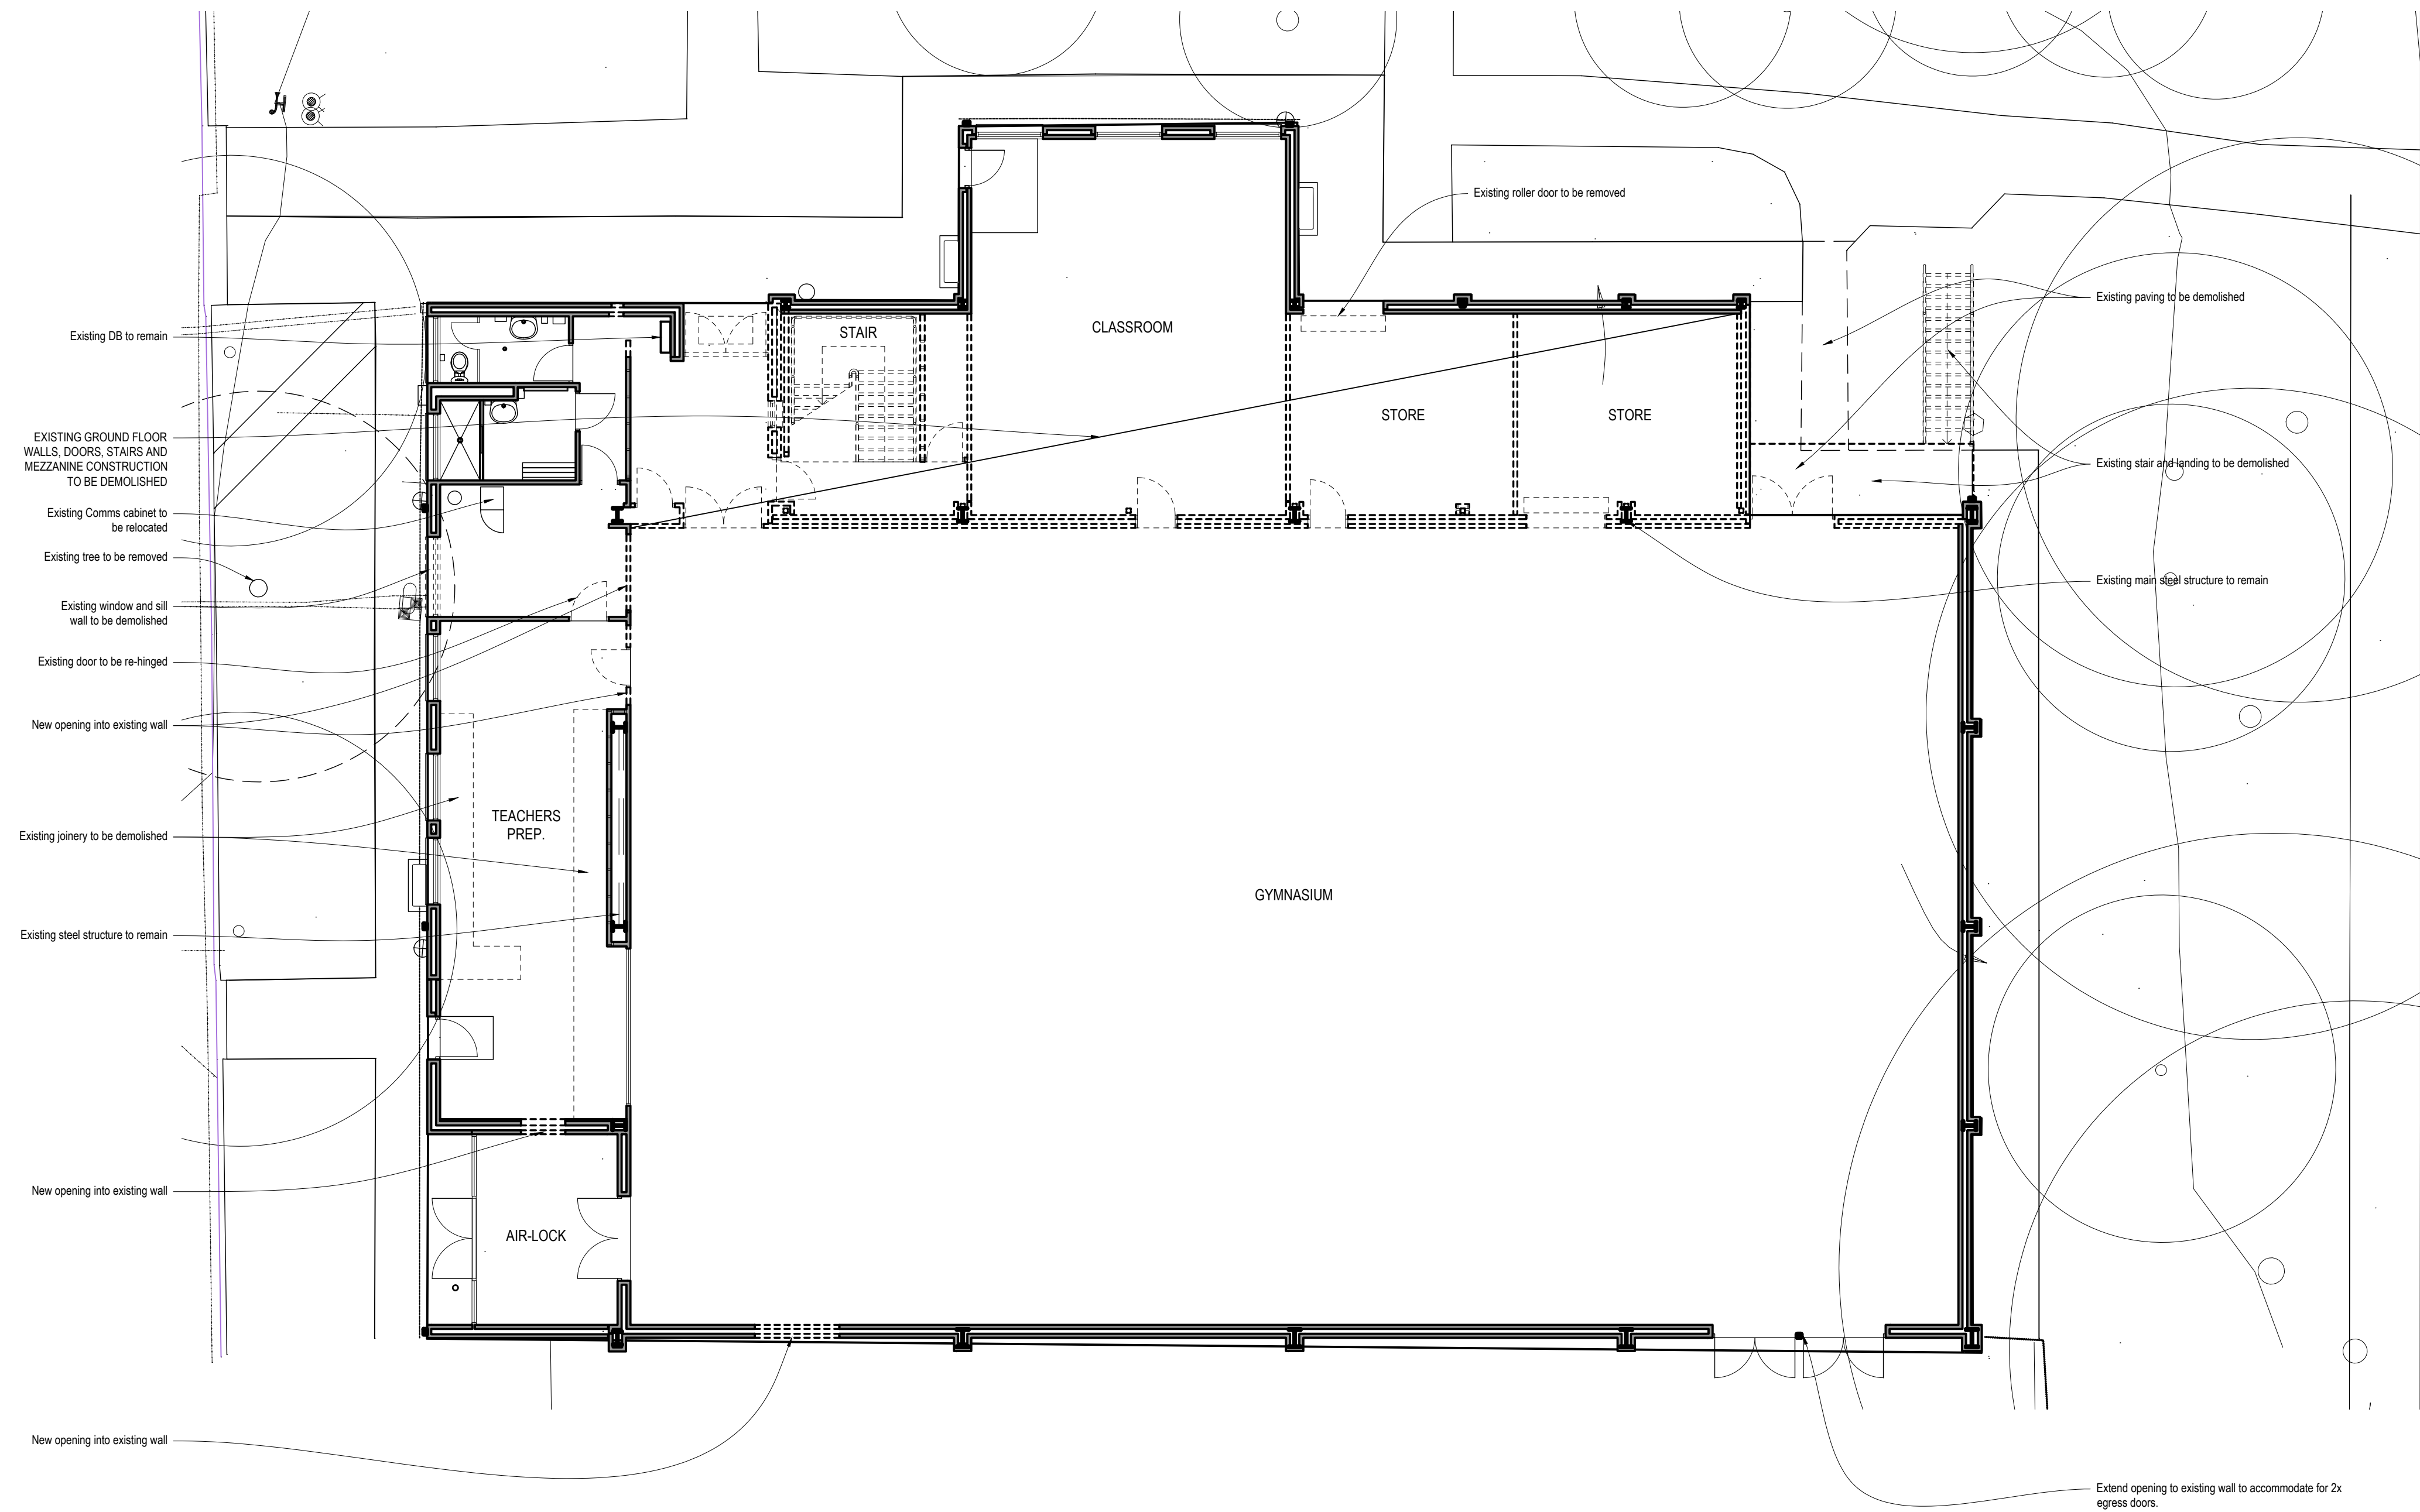 Existing roller door to be removed
Existing paving to be demolished
STAIR
CLASSROOM
Existing DB to remain
STORE
STORE
EXISTING GROUND FLOOR
WALLS, DOORS, STAIRS AND
MEZZANINE CONSTRUCTION
TO BE DEMOLISHED
Existing stair and landing to be demolished
Existing Comms cabinet to
be relocated
Existing tree to be removed
Existing main steel structure to remain
Existing window and sill
wall to be demolished
Existing door to be re-hinged
New opening into existing wall
TEACHERS
PREP.
Existing joinery to be demolished
GYMNASIUM
Existing steel structure to remain
New opening into existing wall
AIR-LOCK
New opening into existing wall
Extend opening to existing wall to accommodate for 2x
egress doors.